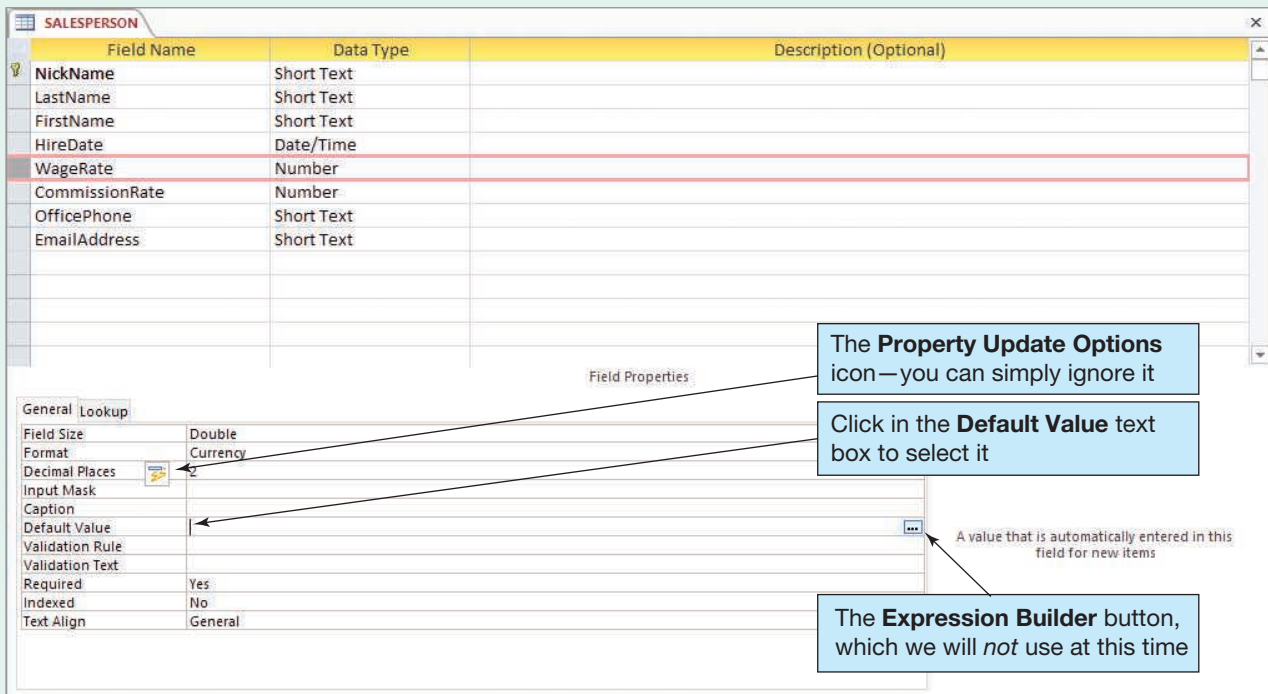 SALESPERSON
Field Name Data Type Description (Optional)
NickName Short Text
LastName Short Text
FirstName Short Text
HireDate Date/Time
WageRate Number
CommissionRate Number
OfficePhone Short Text
EmailAddress Short Text
The Property Update Options
icon—you can simply ignore it
Field Properties
General Lookup
Click in the Default Value text
box to select it
Field Size Double
Format Currency
Decimal Places 2
Input Mask
Caption
Default Value
Validation Rule
Validation Text
Required Yes
Indexed No
Text Align General
A value that is automatically entered in this
field for new items
The Expression Builder button,
which we will not use at this time